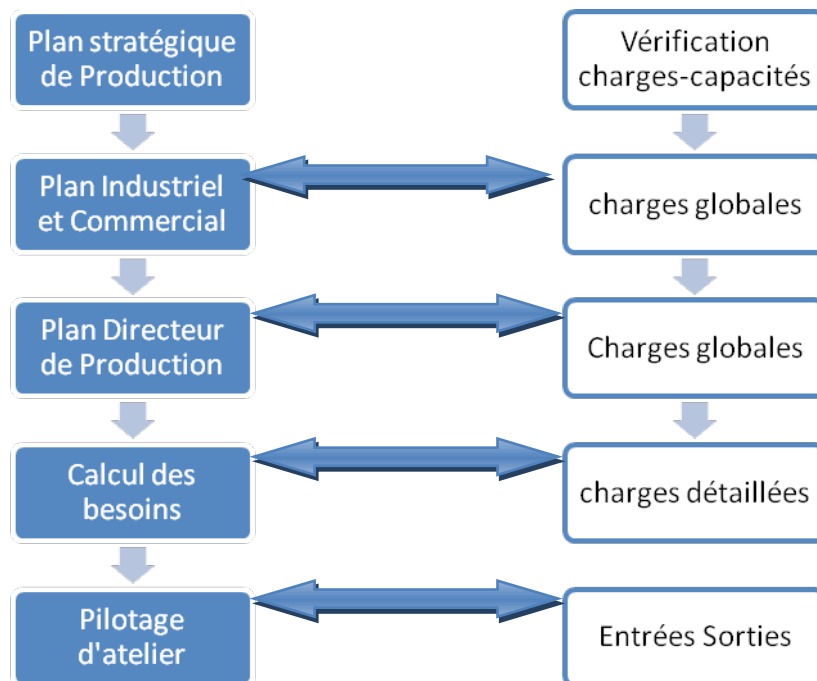 Plan stratégique
de Production
Vérification
charges-capacités
Plan Industriel
et Commercial
charges globales
Plan Directeur
de Production
Charges globales
Calcul des
besoins
charges détaillées
Pilotage
d'atelier
Entrées Sorties